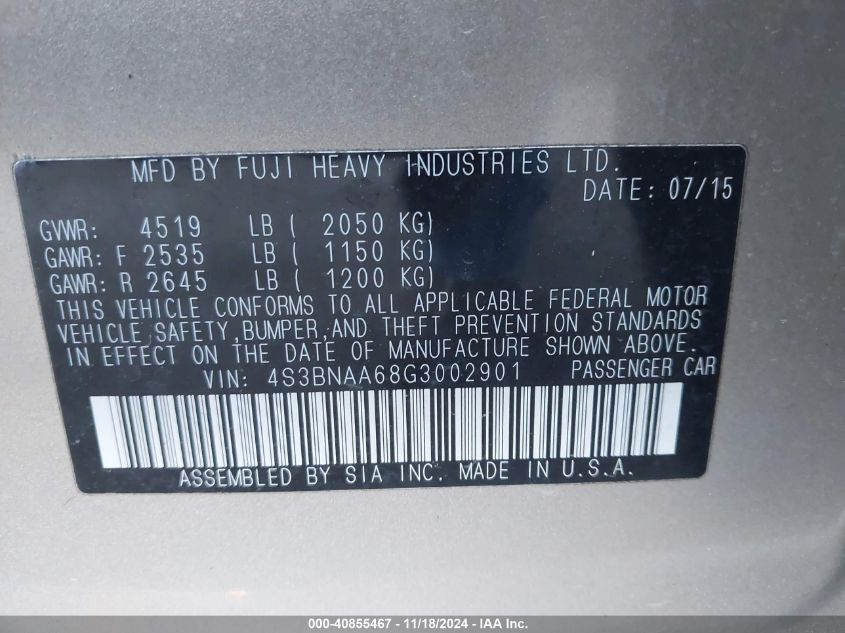 MFD BY FUJI HEAVY INDUSTRIES LTD.
DATE: 07/15
GVWR: 4519 LB ( 2050 KG)
GAWR: F 2535 LB ( 1150 KG)
GAWR: R 2645 LB ( 1200 KG)
THIS VEHICLE CONFORMS TO ALL APPLICABLE FEDERAL MOTOR
VEHICLE SAFETY, BUMPER, AND THEFT PREVENTION STANDARDS
IN EFFECT ON THE DATE OF MANUFACTURE SHOWN ABOVE.
VIN: 4S3BNAA68G3002901 PASSENGER CAR
ASSEMBLED BY SIA INC. MADE IN U.S.A.
000-40855467 - 11/18/2024 - IAA Inc.